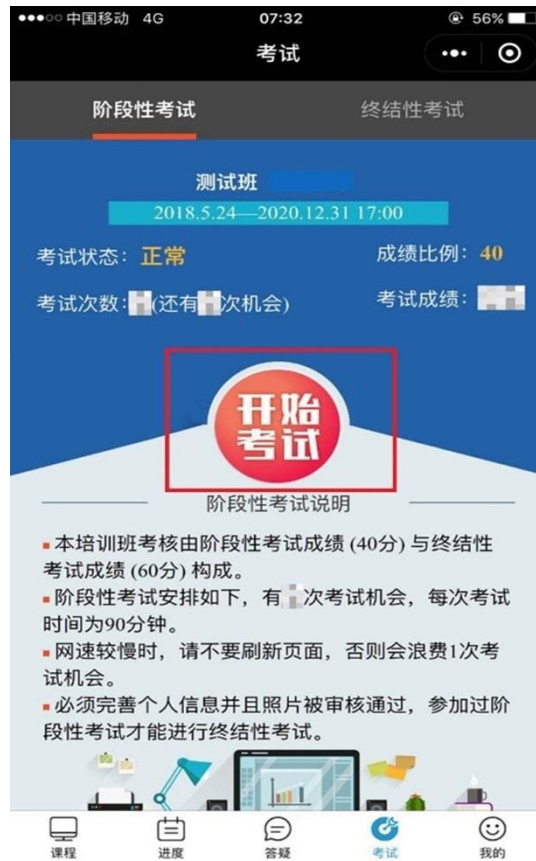 中国移动 4G 07:32 56%
考试
阶段性考试 终结性考试
测试班
2018.5.24—2020.12.31 17:00
考试状态: 正常 成绩比例: 40
考试次数: (还有 次机会) 考试成绩:
开始
考试
阶段性考试说明
本培训班考核由阶段性考试成绩 (40分) 与终结性
考试成绩 (60分) 构成。
阶段性考试安排如下，有 次考试机会，每次考试
时间为90分钟。
网速较慢时，请不要刷新页面，否则会浪费1次考
试机会。
必须完善个人信息并且照片被审核通过，参加过阶
段性考试才能进行终结性考试。
课程 进度 答疑 考试 我的